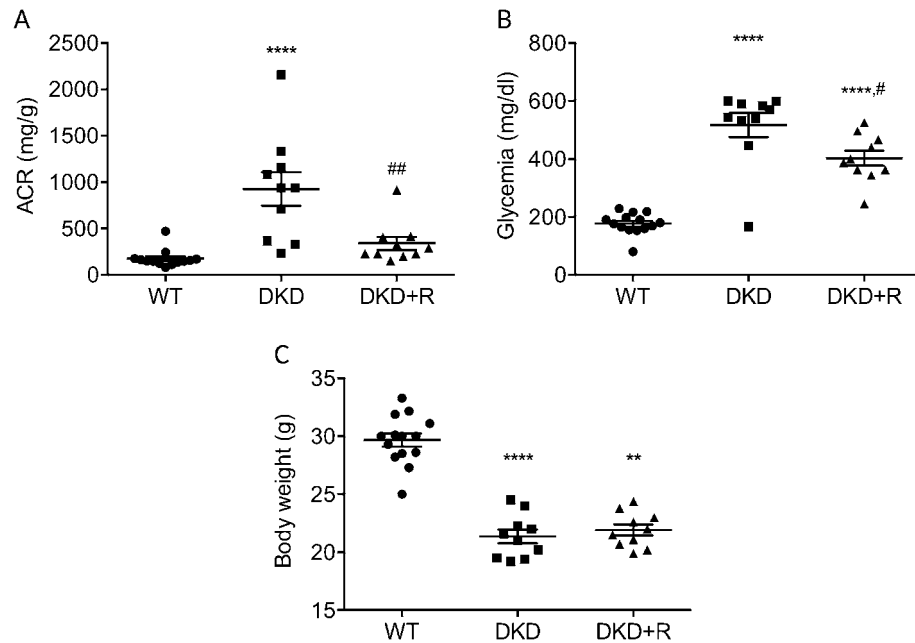 A
ACR (mg/g)
2500
2000
1500
1000
500
0
****
##
WT
DKD
DKD+R
B
Glycemia (mg/dl)
800
600
400
200
0
****
****,#
WT
DKD
DKD+R
C
Body weight (g)
35
30
25
20
15
****
**
WT
DKD
DKD+R